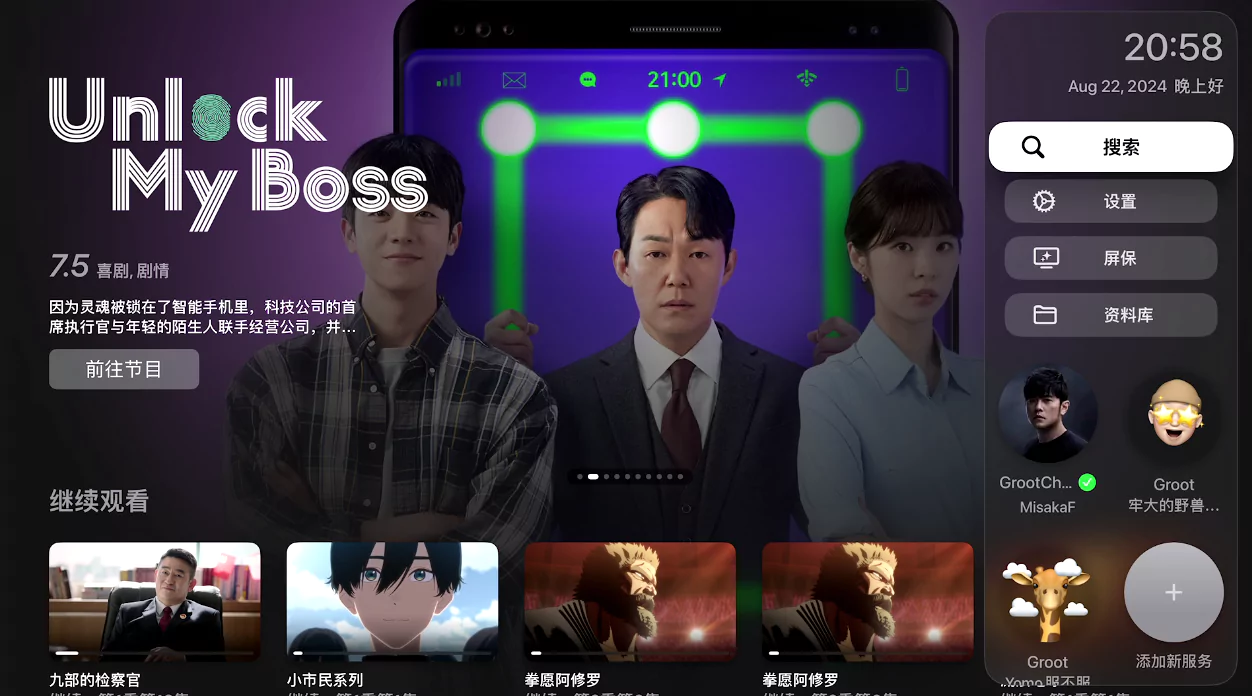 Unlock
My Boss
7.5 喜剧, 剧情
因为灵魂被锁在了智能手机里，科技公司的首
席执行官与年轻的陌生人联手经营公司，并...
前往节目
21:00
继续观看
九部的检察官
小市民系列
拳愿阿修罗
拳愿阿修罗
20:58
Aug 22, 2024 晚上好
搜索
设置
屏保
资料库
GrootCh...
MisakaF
Groot
牢大的野兽...
Groot
添加新服务